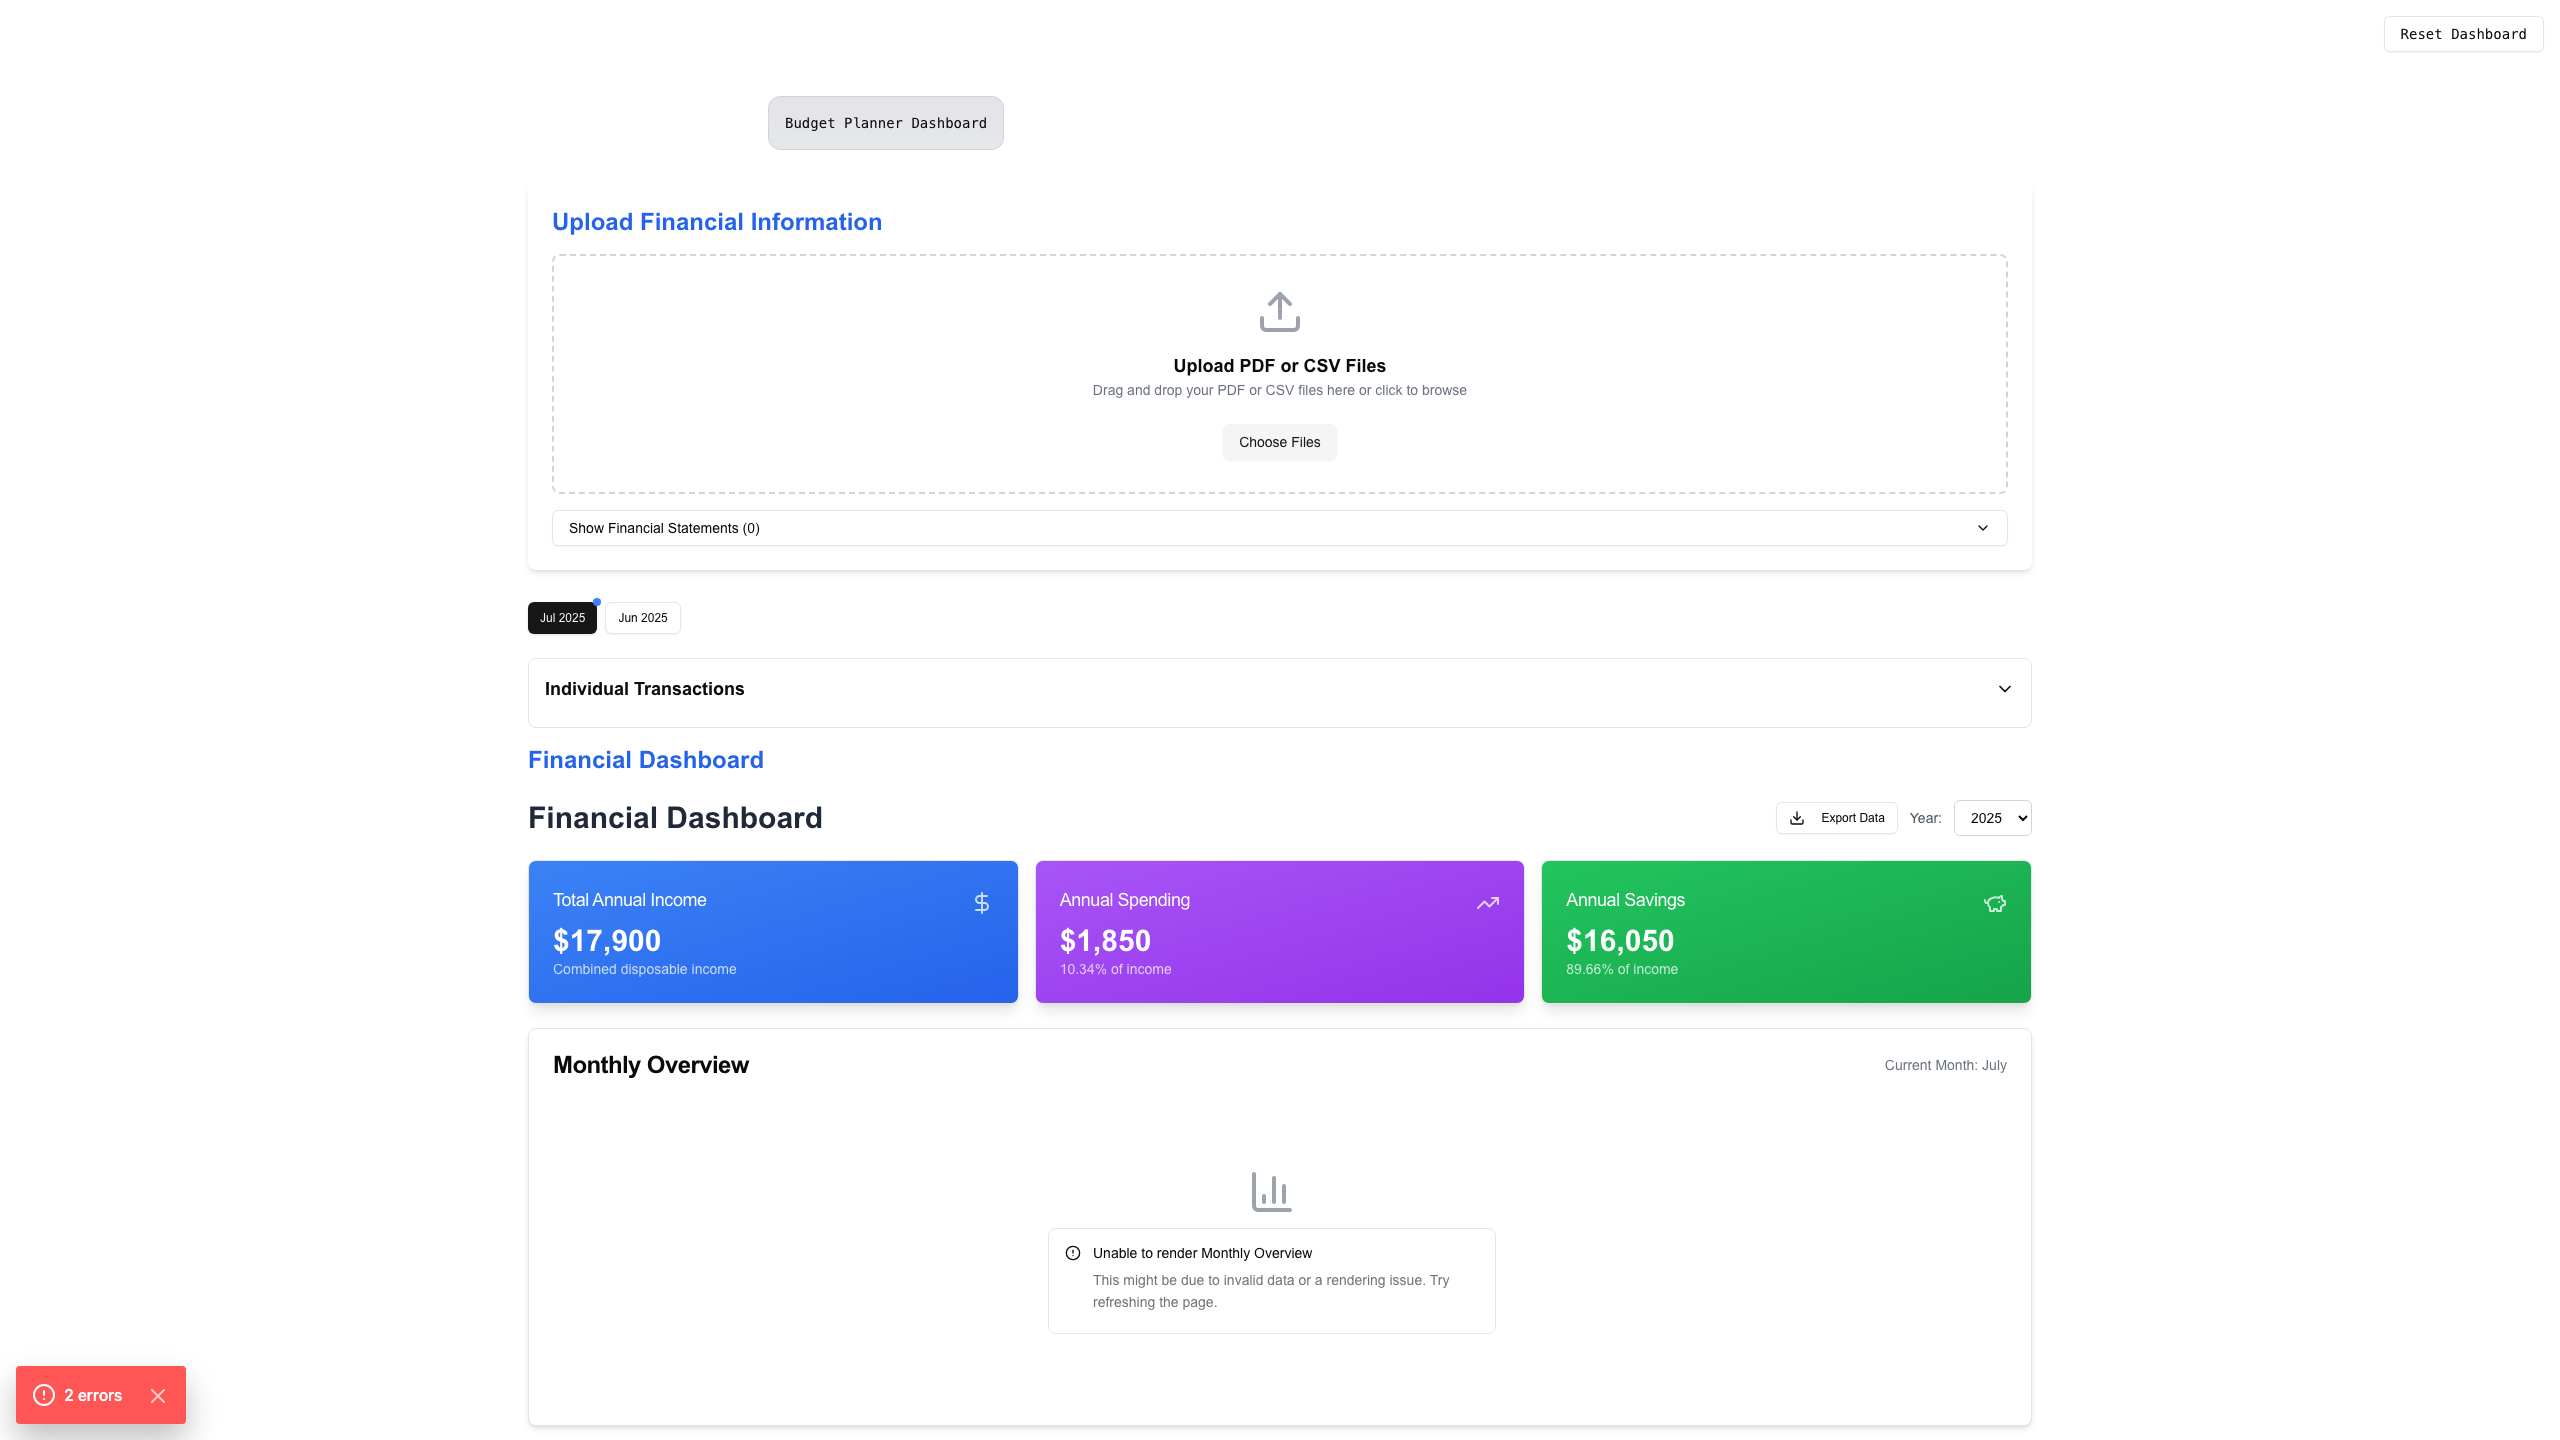 Reset Dashboard
Budget Planner Dashboard
Upload Financial Information
Upload PDF or CSV Files
Drag and drop your PDF or CSV files here or click to browse
Choose Files
Show Financial Statements (0)
Jul 2025
Jun 2025
Individual Transactions
Financial Dashboard
Financial Dashboard
Export Data
Year:
2025
Total Annual Income
$17,900
Combined disposable income
Annual Spending
$1,850
10.34% of income
Annual Savings
$16,050
89.66% of income
Monthly Overview
Current Month: July
Unable to render Monthly Overview
This might be due to invalid data or a rendering issue. Try
refreshing the page.
2 errors